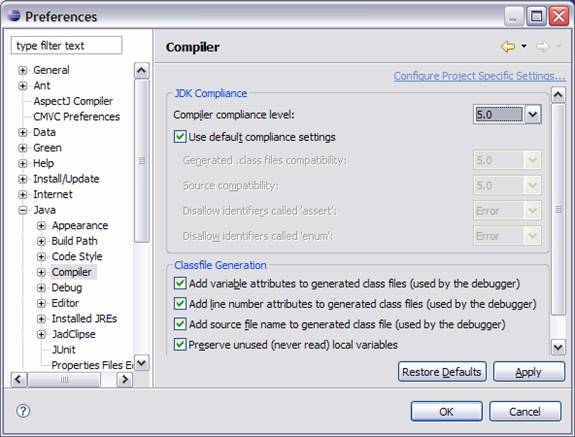 Preferences
type filter text
General
Ant
AspectJ Compiler
CMVC Preferences
Data
Green
Help
Install/Update
Internet
Java
Appearance
Build Path
Code Style
Compiler
Debug
Editor
Installed JREs
JadClipse
JUnit
Properties Files E
Compiler
Configure Project Specific Settings...
JDK Compliance
Compiler compliance level: 5.0
Use default compliance settings
Generated .class files compatibility: 5.0
Source compatibility: 5.0
Disallow identifiers called 'assert': Error
Disallow identifiers called 'enum': Error
Classfile Generation
Add variable attributes to generated class files (used by the debugger)
Add line number attributes to generated class files (used by the debugger)
Add source file name to generated class file (used by the debugger)
Preserve unused (never read) local variables
Restore Defaults Apply
? OK Cancel